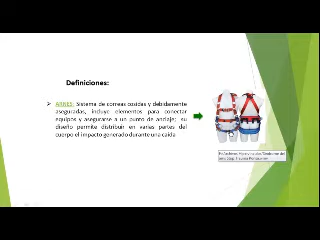 Definiciones:
➢ ARNES: Sistema de correas cosidas y debidamente
aseguradas, incluye elementos para conectar
equipos y asegurarse a un punto de anclaje; su
diseño permite distribuir en varias partes del
cuerpo el impacto generado durante una caída